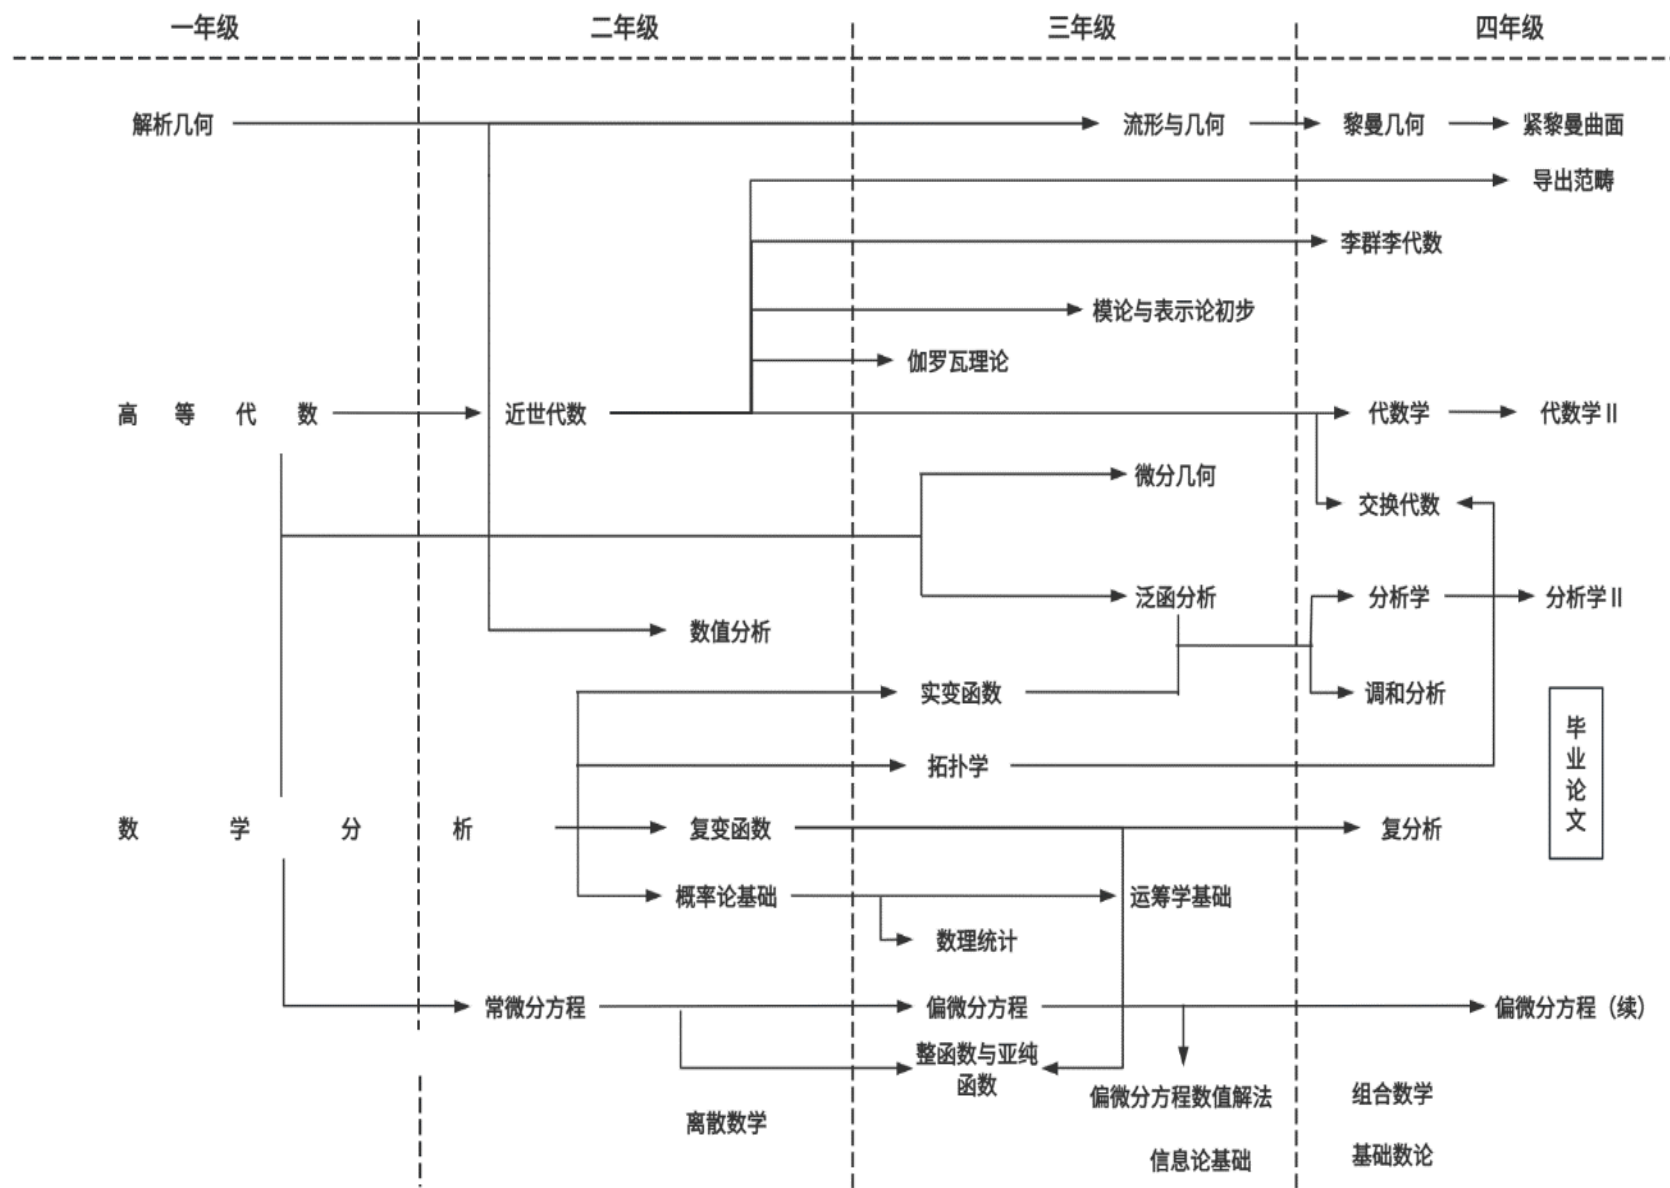 一年级 二年级 三年级 四年级
解析几何 流形与几何 黎曼几何 紧黎曼曲面
导出范畴
李群李代数
模论与表示论初步
伽罗瓦理论
高等代数 近世代数 代数学 代数学Ⅱ
微分几何
交换代数
泛函分析 分析学 分析学Ⅱ
数值分析
实变函数 调和分析
拓扑学
毕业论文
数学分析 复变函数 复分析
概率论基础 运筹学基础
数理统计
常微分方程 偏微分方程 偏微分方程（续）
整函数与亚纯
函数
偏微分方程数值解法 组合数学
离散数学
信息论基础 基础数论